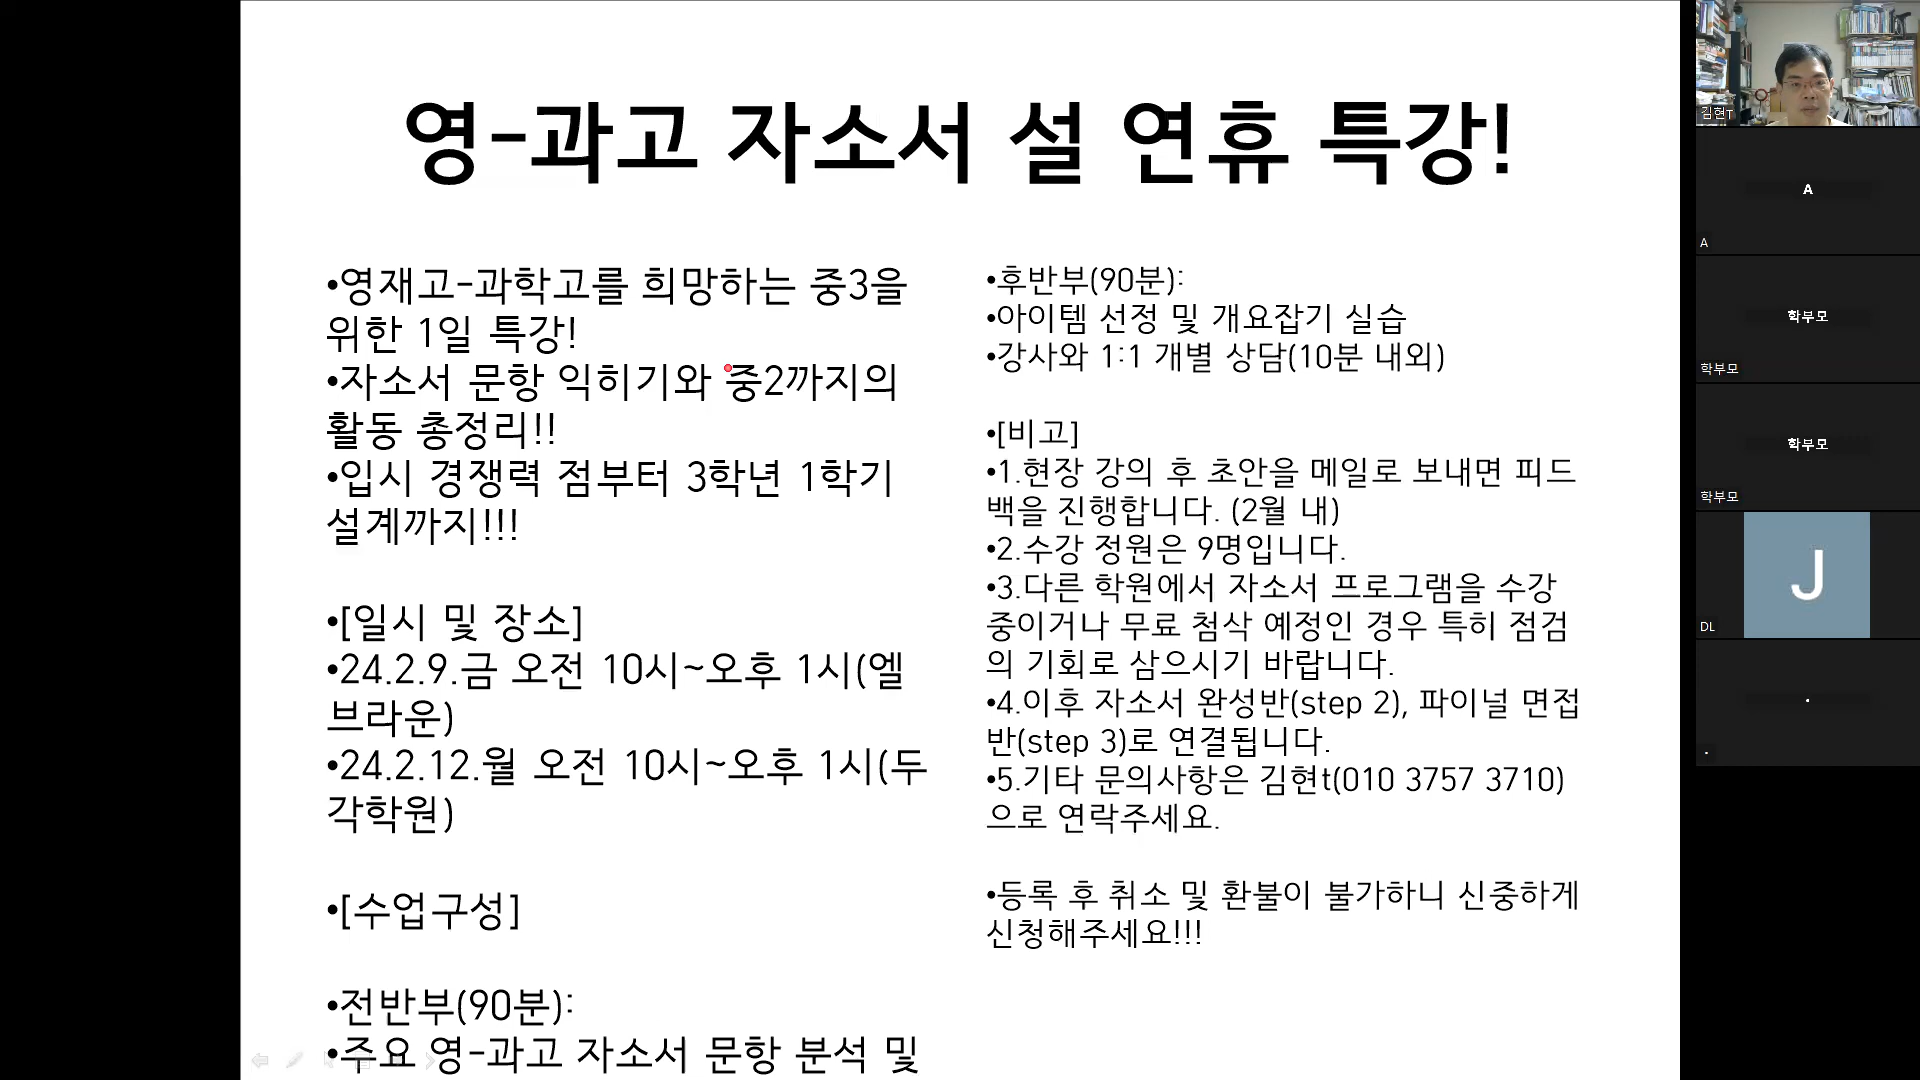 영-과고 자소서 설 연휴 특강!
•영재고-과학고를 희망하는 중3을
위한 1일 특강!
•자소서 문항 익히기와 중2까지의
활동 총정리!!
•입시 경쟁력 점부터 3학년 1학기
설계까지!!!
•[일시 및 장소]
•24.2.9.금 오전 10시~오후 1시(엘
브라운)
•24.2.12.월 오전 10시~오후 1시(두
각학원)
•[수업구성]
•전반부(90분):
•주요 영-과고 자소서 문항 분석 및
•후반부(90분):
•아이템 선정 및 개요잡기 실습
•강사와 1:1 개별 상담(10분 내외)
•[비고]
•1.현장 강의 후 초안을 메일로 보내면 피드
백을 진행합니다. (2월 내)
•2.수강 정원은 9명입니다.
•3.다른 학원에서 자소서 프로그램을 수강
중이거나 무료 첨삭 예정인 경우 특히 점검
의 기회로 삼으시기 바랍니다.
•4.이후 자소서 완성반(step 2), 파이널 면접
반(step 3)로 연결됩니다.
•5.기타 문의사항은 김현t(010 3757 3710)
으로 연락주세요.
•등록 후 취소 및 환불이 불가하니 신중하게
신청해주세요!!!
김현T
A
A
학부모
학부모
학부모
학부모
J
DL
.
.